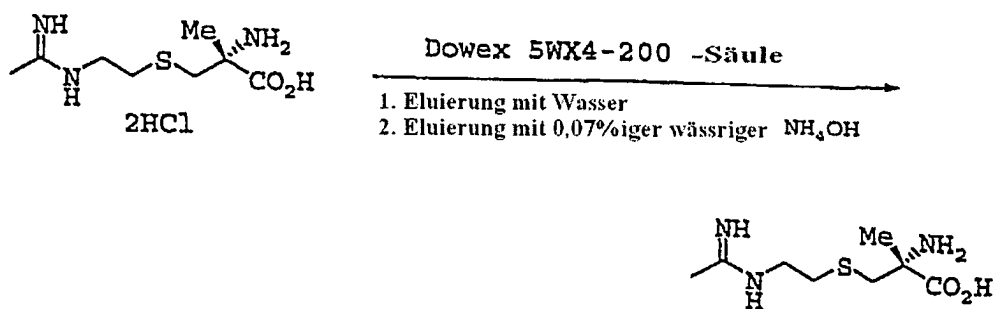 NH
Me
NH₂
S
N
H
CO₂H
2HCl
Dowex 5WX4-200 -Säule
1. Eluierung mit Wasser
2. Eluierung mit 0,07%iger wässriger NH₄OH
NH
Me
NH₂
S
N
H
CO₂H